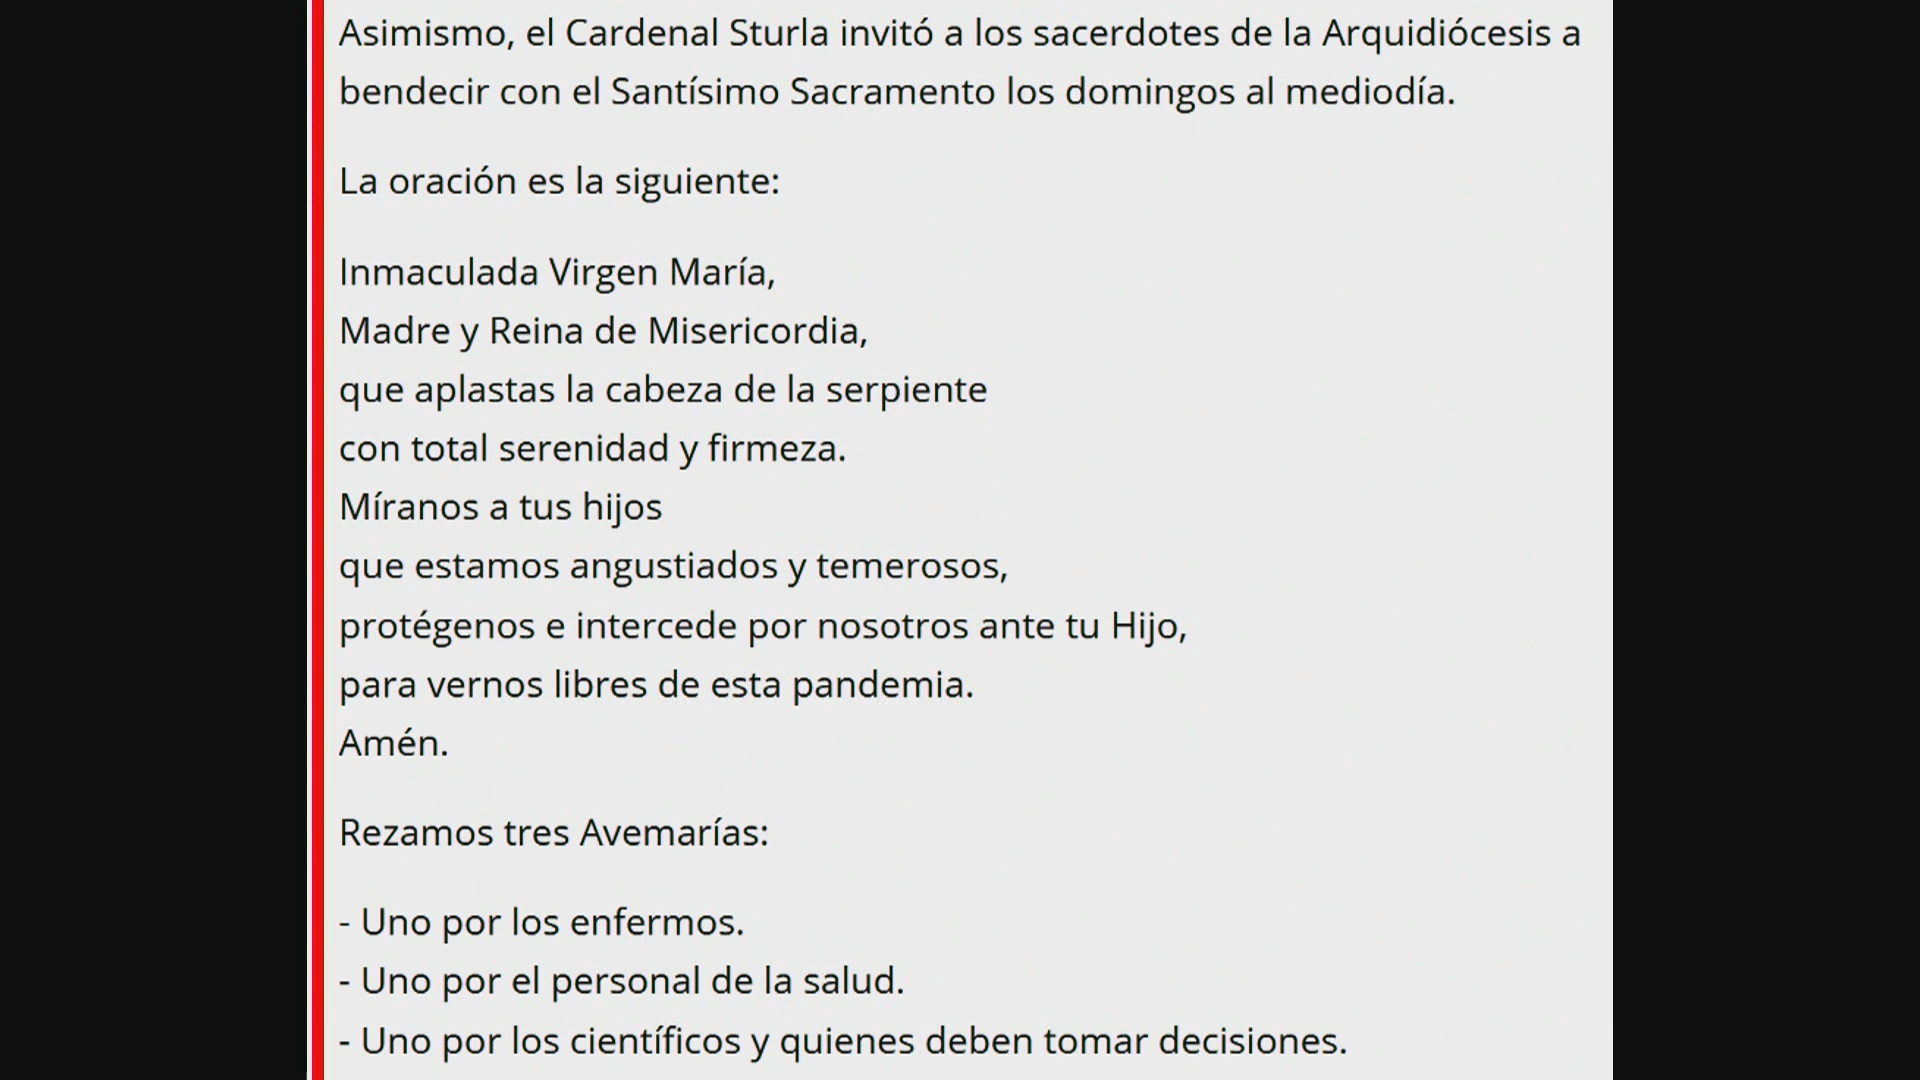 Asimismo, el Cardenal Sturla invitó a los sacerdotes de la Arquidiócesis a
bendecir con el Santísimo Sacramento los domingos al mediodía.
La oración es la siguiente:
Inmaculada Virgen María,
Madre y Reina de Misericordia,
que aplastas la cabeza de la serpiente
con total serenidad y firmeza.
Míranos a tus hijos
que estamos angustiados y temerosos,
protégenos e intercede por nosotros ante tu Hijo,
para vernos libres de esta pandemia.
Amén.
Rezamos tres Avemarías:
- Uno por los enfermos.
- Uno por el personal de la salud.
- Uno por los científicos y quienes deben tomar decisiones.